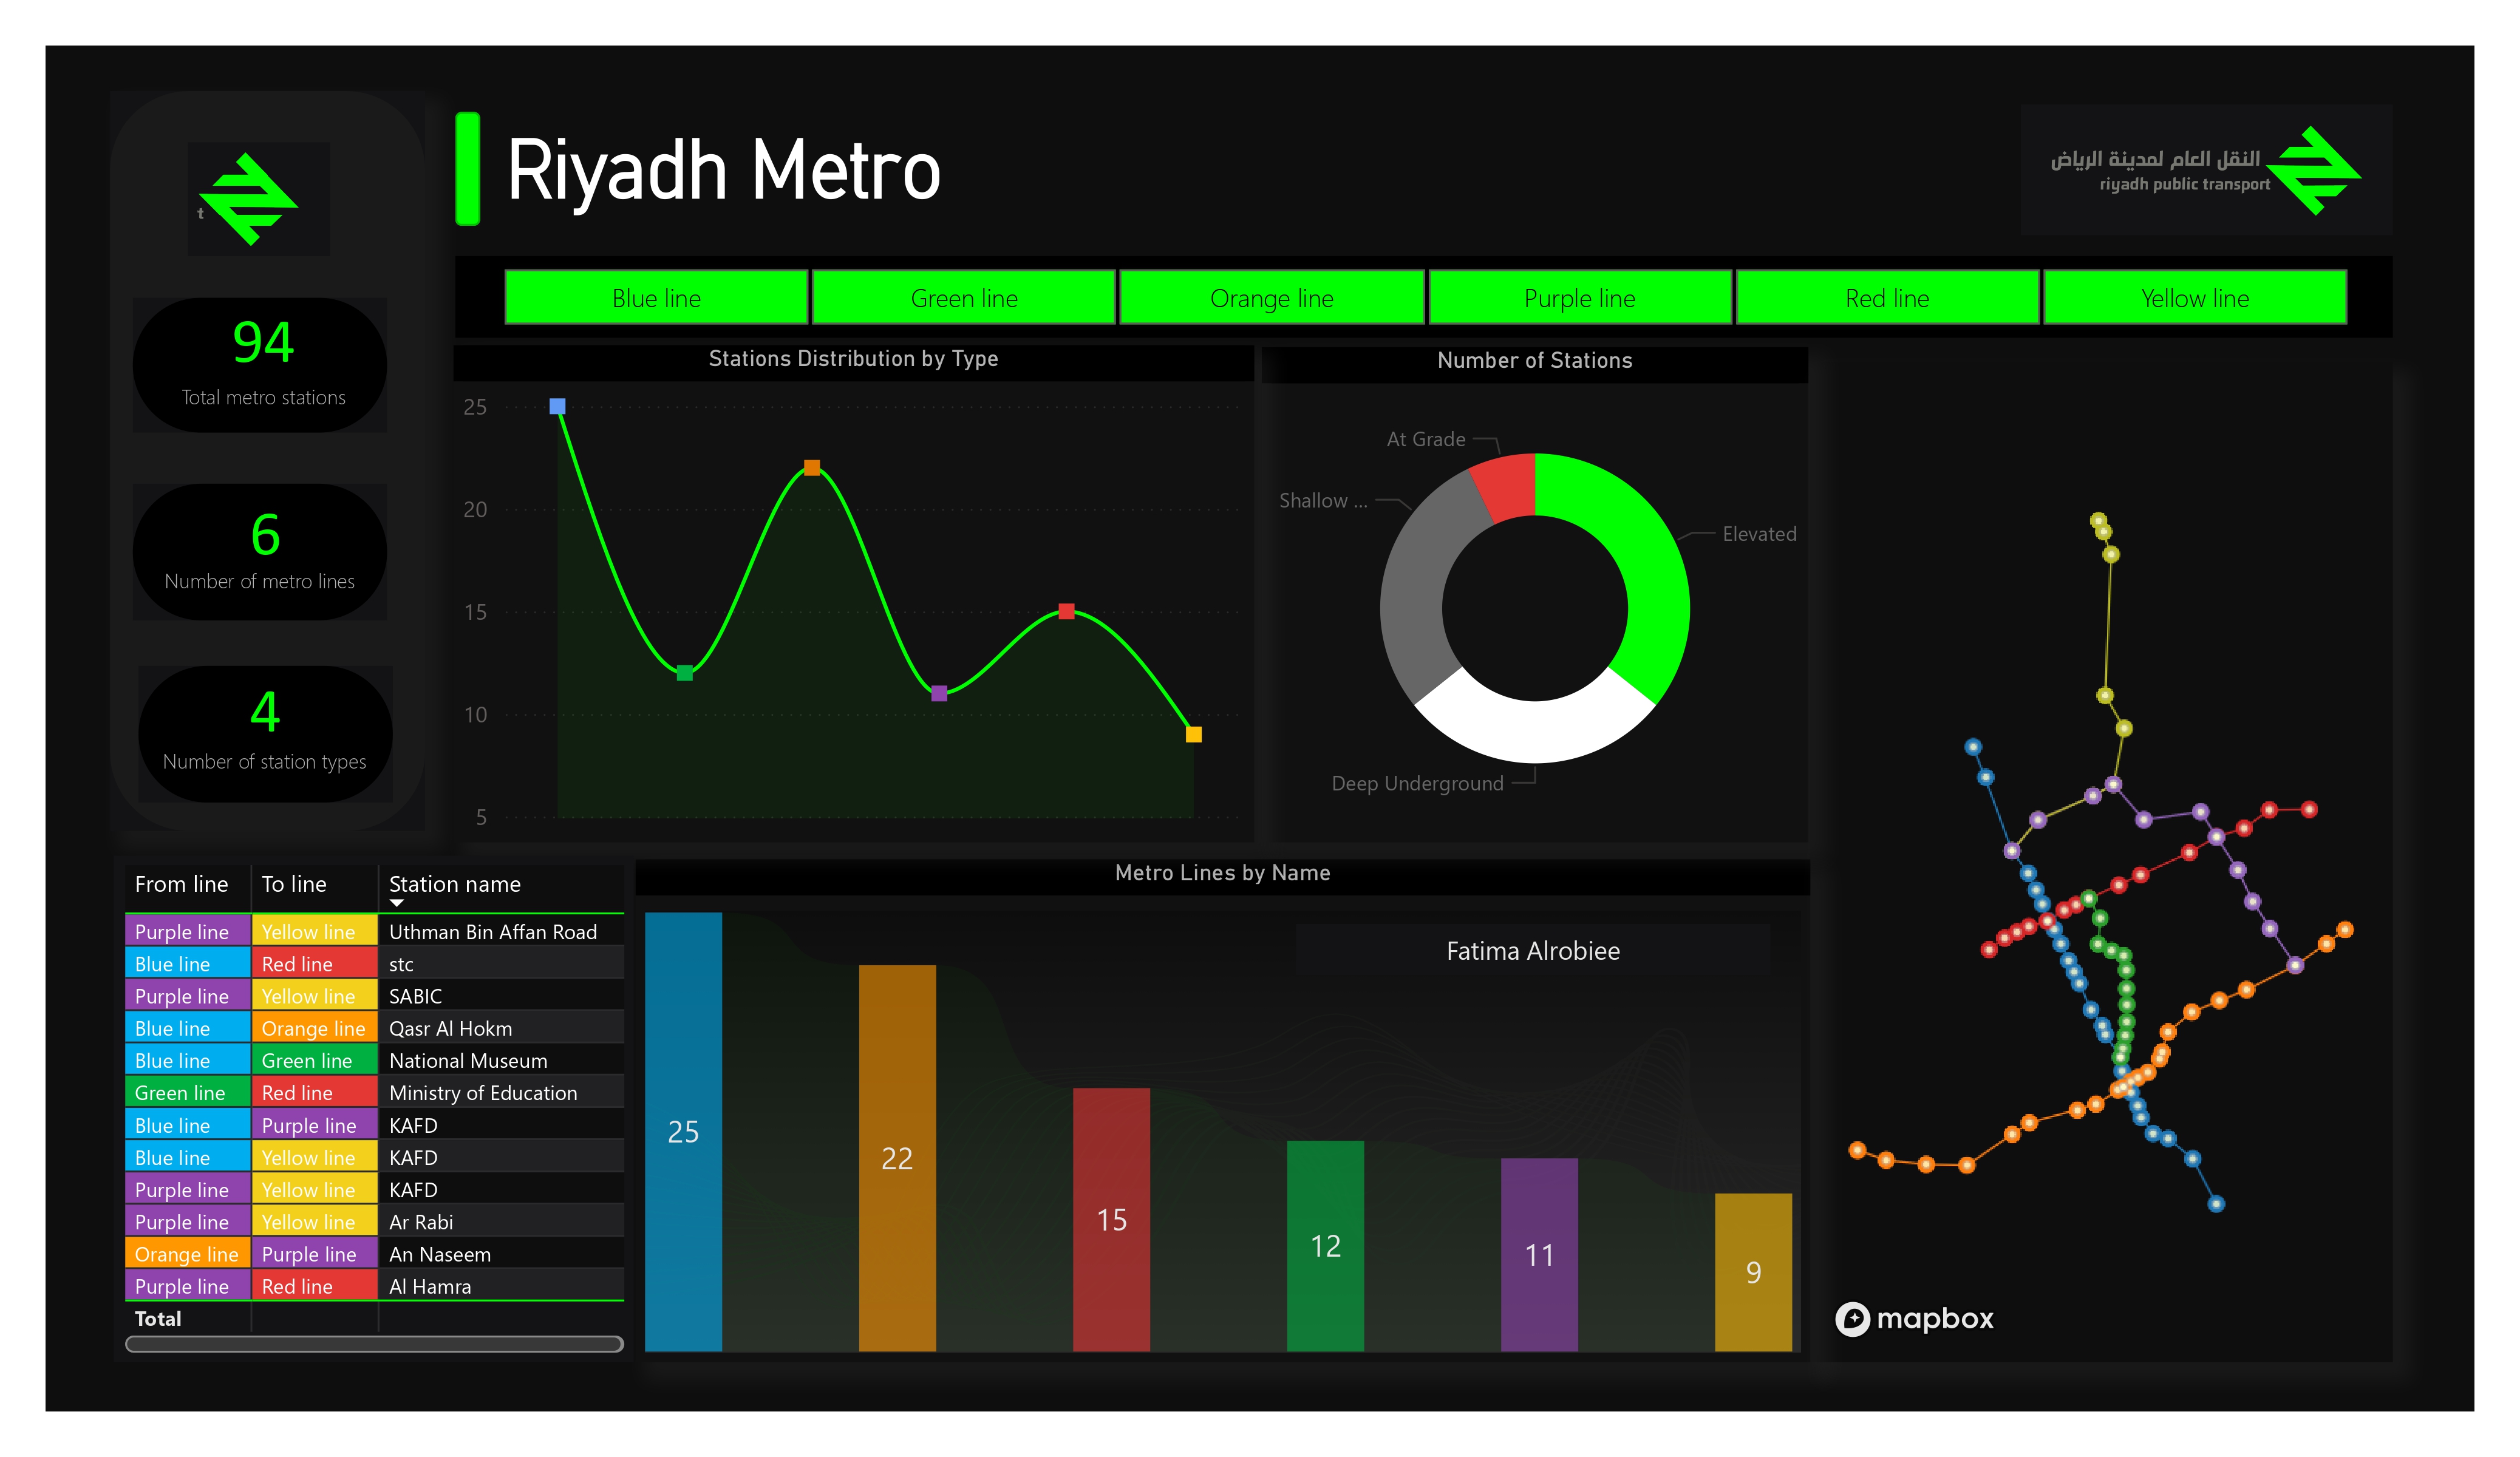 t
Riyadh Metro
النقل العام لمدينة الرياض
riyadh public transport
94
Total metro stations
6
Number of metro lines
4
Number of station types
Blue line
Green line
Orange line
Purple line
Red line
Yellow line
Stations Distribution by Type
25
20
15
10
5
Number of Stations
At Grade
Shallow ...
Elevated
Deep Underground
From line To line Station name
Purple line Yellow line Uthman Bin Affan Road
Blue line Red line stc
Purple line Yellow line SABIC
Blue line Orange line Qasr Al Hokm
Blue line Green line National Museum
Green line Red line Ministry of Education
Blue line Purple line KAFD
Blue line Yellow line KAFD
Purple line Yellow line KAFD
Purple line Yellow line Ar Rabi
Orange line Purple line An Naseem
Purple line Red line Al Hamra
Total
Metro Lines by Name
Fatima Alrobiee
25
22
15
12
11
9
mapbox